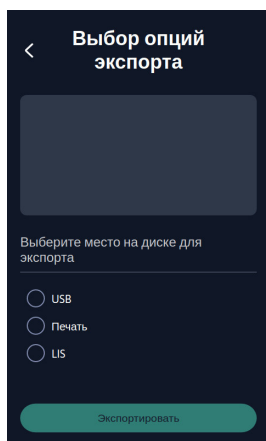 Выбор опций
экспорта
Выберите место на диске для
экспорта
USB
Печать
LIS
Экспортировать